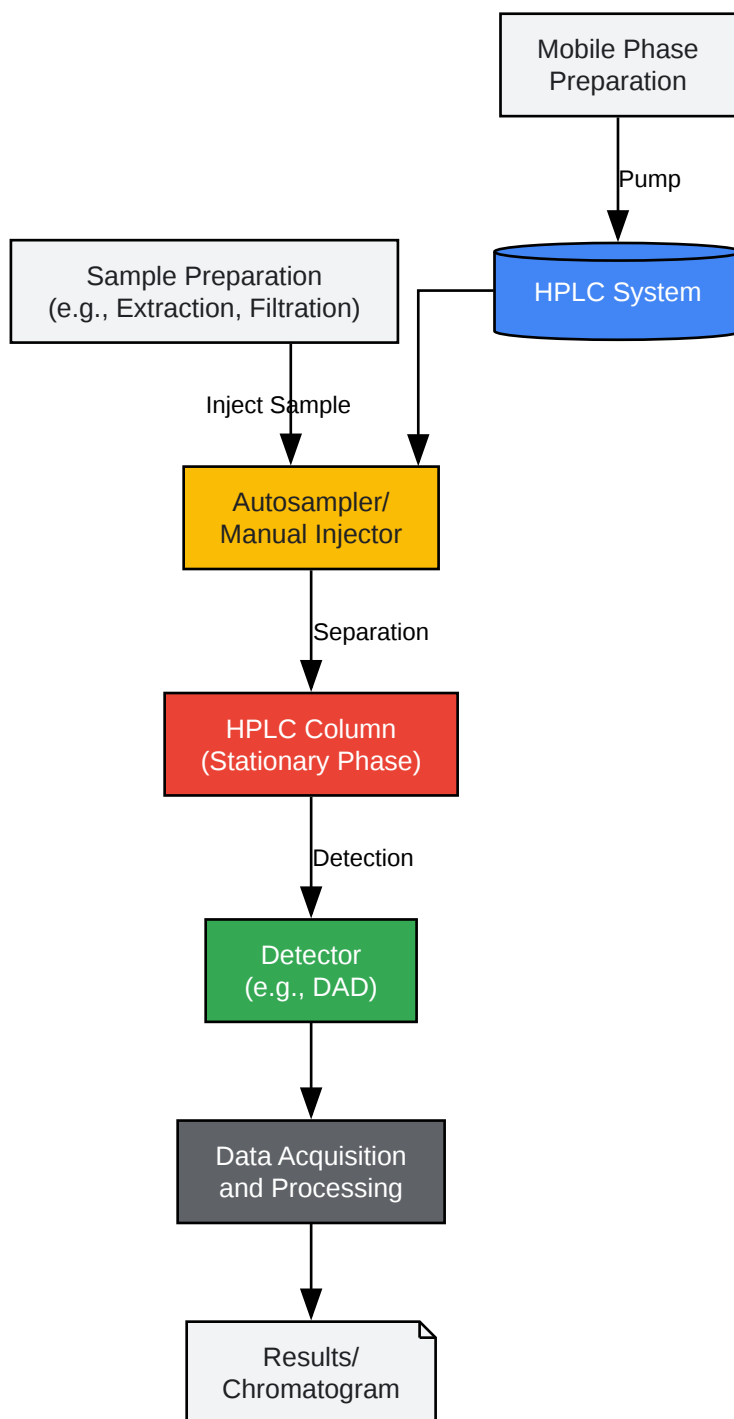 Mobile Phase
Preparation
Pump
Sample Preparation
(e.g., Extraction, Filtration)
HPLC System
Inject Sample
Autosampler/
Manual Injector
Separation
HPLC Column
(Stationary Phase)
Detection
Detector
(e.g., DAD)
Data Acquisition
and Processing
Results/
Chromatogram